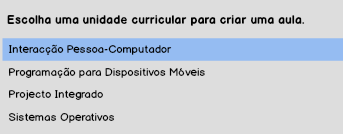 Escolha uma unidade curricular para criar uma aula.
Interacção Pessoa-Computador
Programação para Dispositivos Móveis
Projecto Integrado
Sistemas Operativos